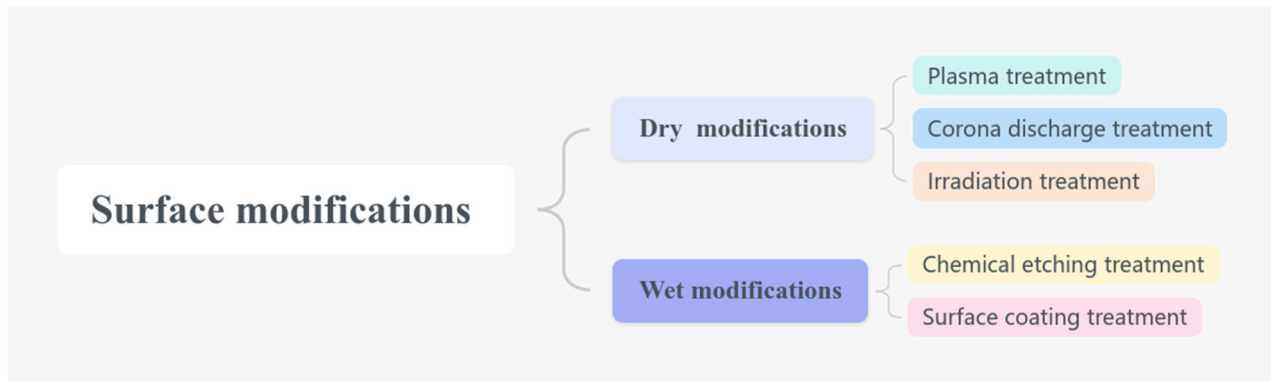 Surface modifications
Dry modifications
Plasma treatment
Corona discharge treatment
Irradiation treatment
Wet modifications
Chemical etching treatment
Surface coating treatment